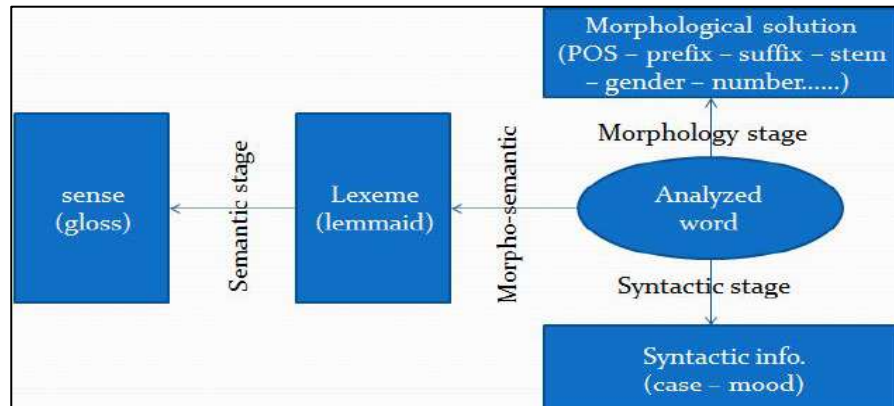 Morphological solution
(POS – prefix – suffix – stem
– gender – number......)
Morphology stage
sense
(gloss)
Semantic stage
Lexeme
(lemmaid)
Morpho-semantic
Analyzed
word
Syntactic stage
Syntactic info.
(case – mood)